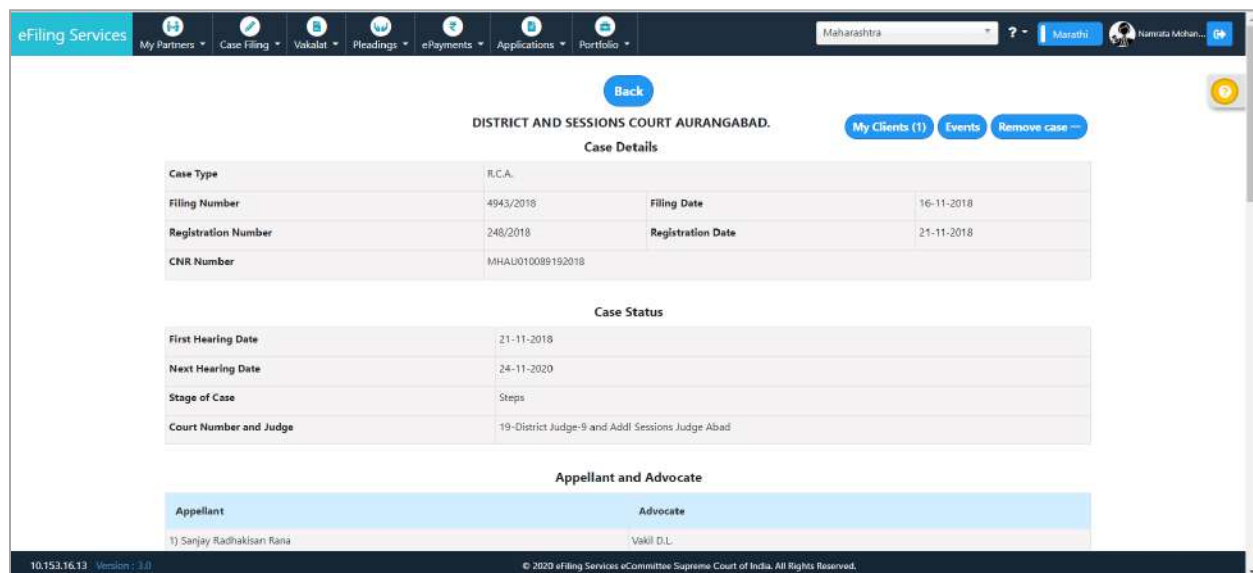 eFiling Services
My Partners Case Filing Vakalat Pleadings ePayments Applications Portfolio
Maharashtra ? Marathi Namrata Mohan...
Back
DISTRICT AND SESSIONS COURT AURANGABAD.
My Clients (1) Events Remove case —
Case Details
Case Type R.C.A.
Filing Number 4943/2018 Filing Date 16-11-2018
Registration Number 248/2018 Registration Date 21-11-2018
CNR Number MHAU010089192018
Case Status
First Hearing Date 21-11-2018
Next Hearing Date 24-11-2020
Stage of Case Steps
Court Number and Judge 19-District Judge-9 and Addl Sessions Judge Abad
Appellant and Advocate
Appellant Advocate
1) Sanjay Radhakisan Rana Vakil D.L.
10.153.16.13 Version : 3.0 © 2020 eFiling Services eCommittee Supreme Court of India. All Rights Reserved.